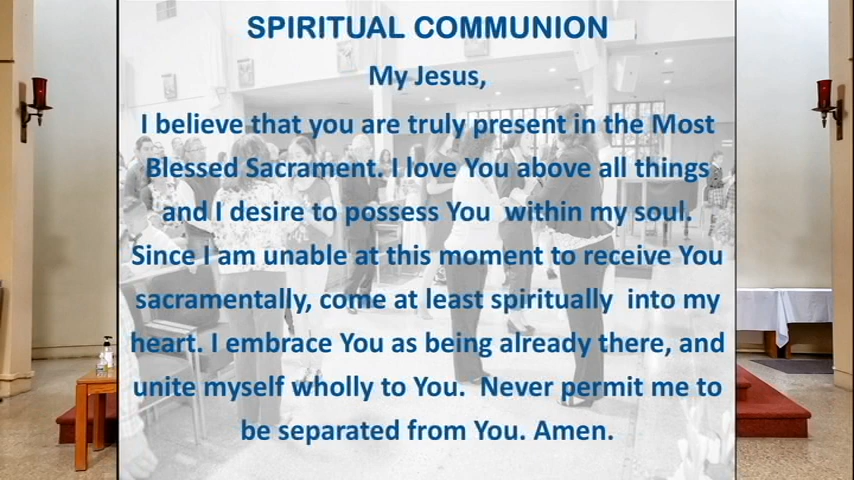 SPIRITUAL COMMUNION
My Jesus,
I believe that you are truly present in the Most
Blessed Sacrament. I love You above all things
and I desire to possess You within my soul.
Since I am unable at this moment to receive You
sacramentally, come at least spiritually into my
heart. I embrace You as being already there, and
unite myself wholly to You. Never permit me to
be separated from You. Amen.